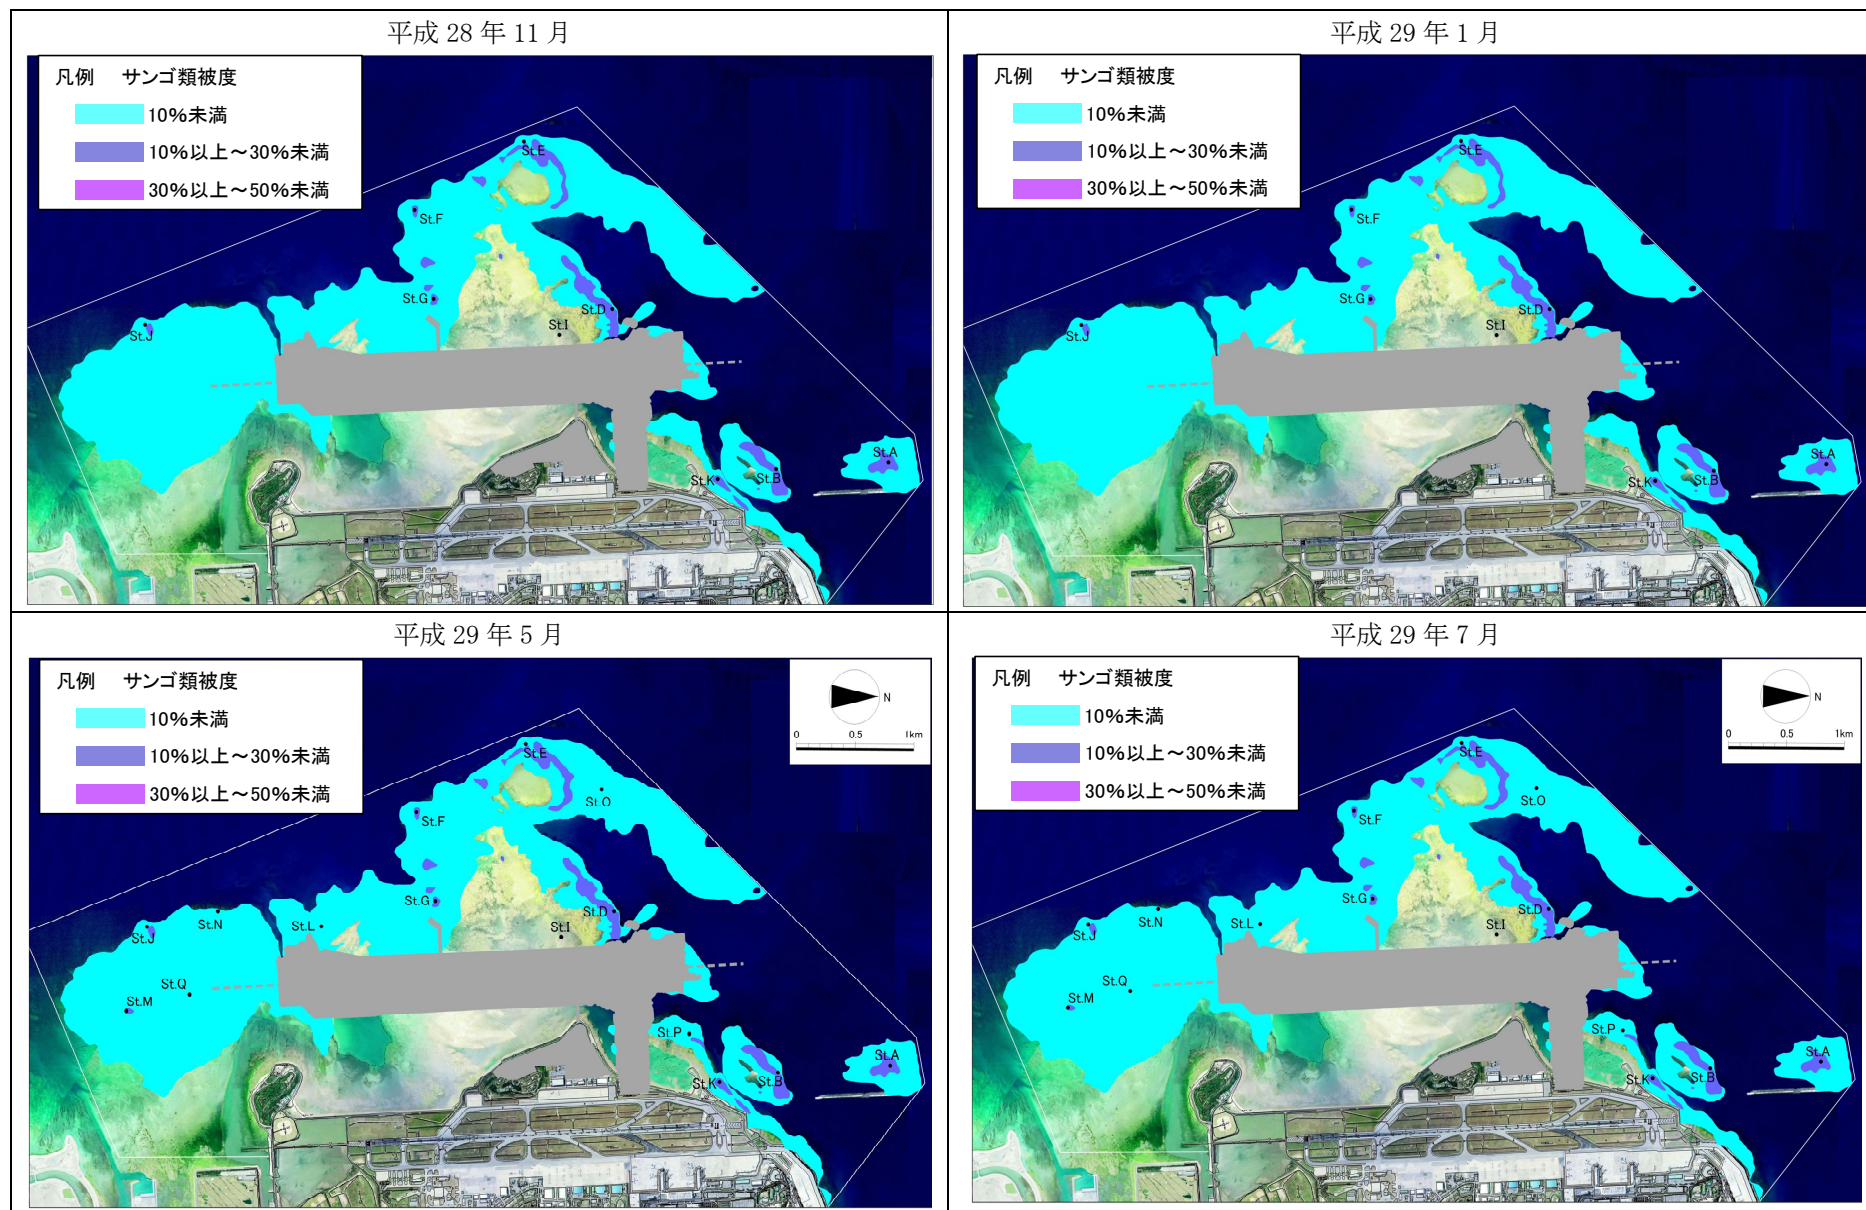 平成 28 年 11 月
凡例 サンゴ類被度
10%未満
10%以上～30%未満
30%以上～50%未満
St.E
St.F
St.G
St.D
St.J
St.I
St.A
St.B
St.K
平成 29 年 1 月
凡例 サンゴ類被度
10%未満
10%以上～30%未満
30%以上～50%未満
St.E
St.F
St.G
St.D
St.J
St.I
St.A
St.B
St.K
平成 29 年 5 月
凡例 サンゴ類被度
10%未満
10%以上～30%未満
30%以上～50%未満
N
0 0.5 1km
St.E
St.O
St.F
St.G
St.D
St.N
St.L
St.J
St.I
St.Q
St.M
St.P
St.A
St.B
St.K
平成 29 年 7 月
凡例 サンゴ類被度
10%未満
10%以上～30%未満
30%以上～50%未満
N
0 0.5 1km
St.E
St.O
St.F
St.G
St.D
St.N
St.L
St.J
St.I
St.Q
St.M
St.P
St.A
St.B
St.K